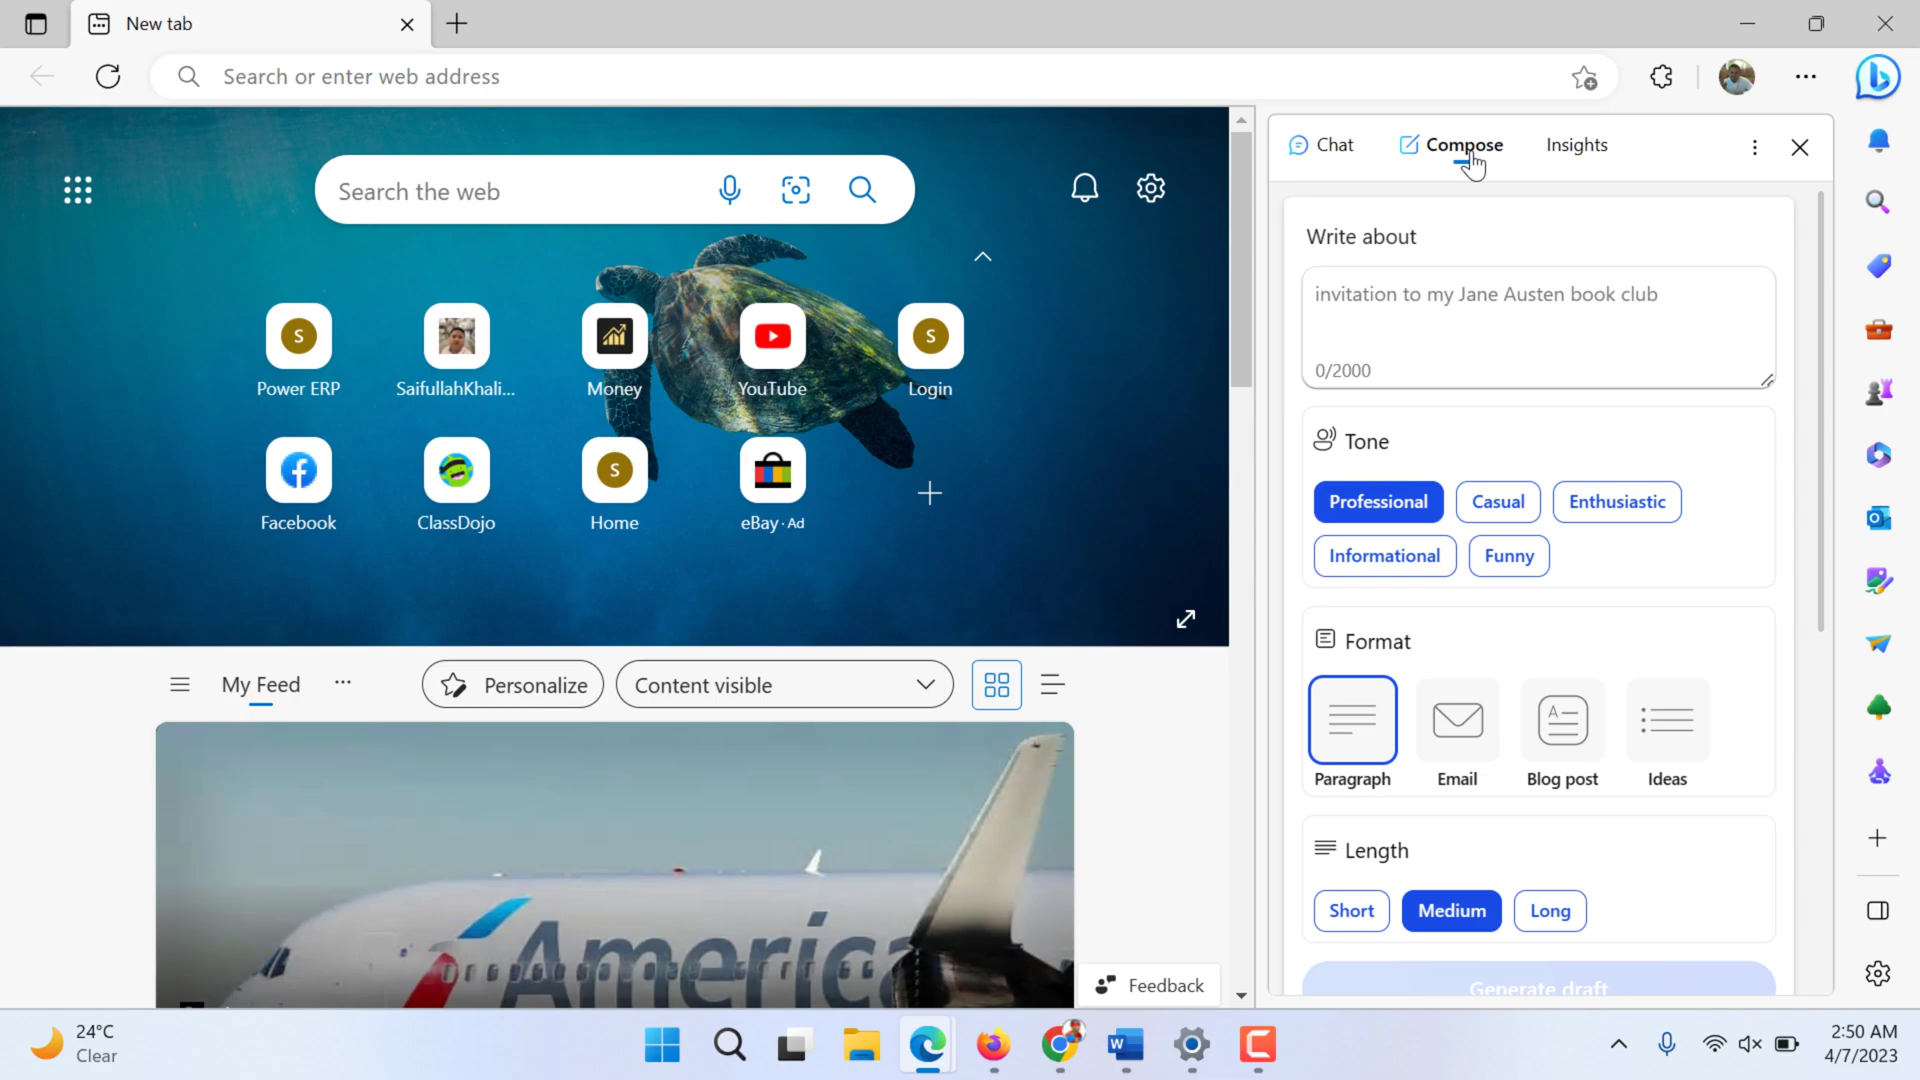 New tab
Search or enter web address
Search the web
S
S
Power ERP
SaifullahKhali...
Money
YouTube
Login
S
Facebook
ClassDojo
Home
eBay · Ad
My Feed
Personalize
Content visible
America
Feedback
Chat
Compose
Insights
Write about
invitation to my Jane Austen book club
0/2000
Tone
Professional
Casual
Enthusiastic
Informational
Funny
Format
A
Paragraph
Email
Blog post
Ideas
Length
Short
Medium
Long
Generate draft
24°C
Clear
2:50 AM
4/7/2023